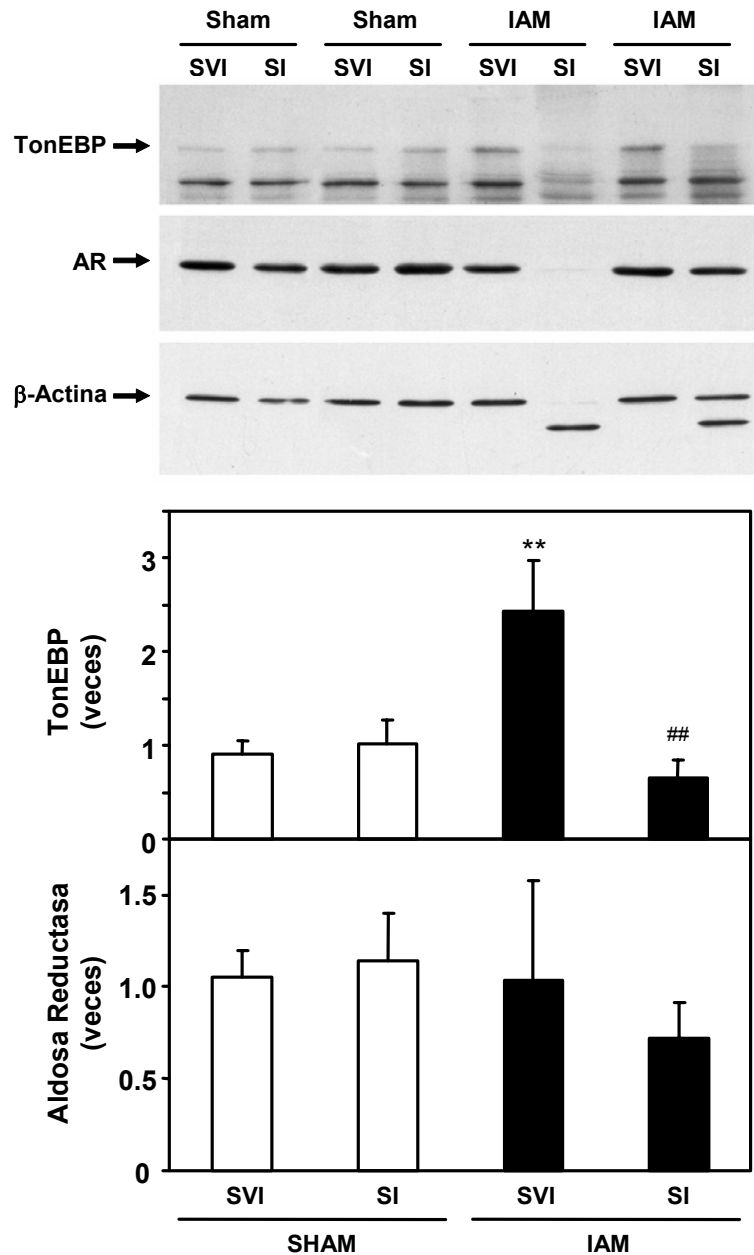 Sham Sham IAM IAM
SVI SI SVI SI SVI SI SVI SI
TonEBP
AR
β-Actina
TonEBP
(veces)
3
2
1
0
**
##
Aldosa Reductasa
(veces)
1.5
1.0
0.5
0
SVI SI SVI SI
SHAM IAM